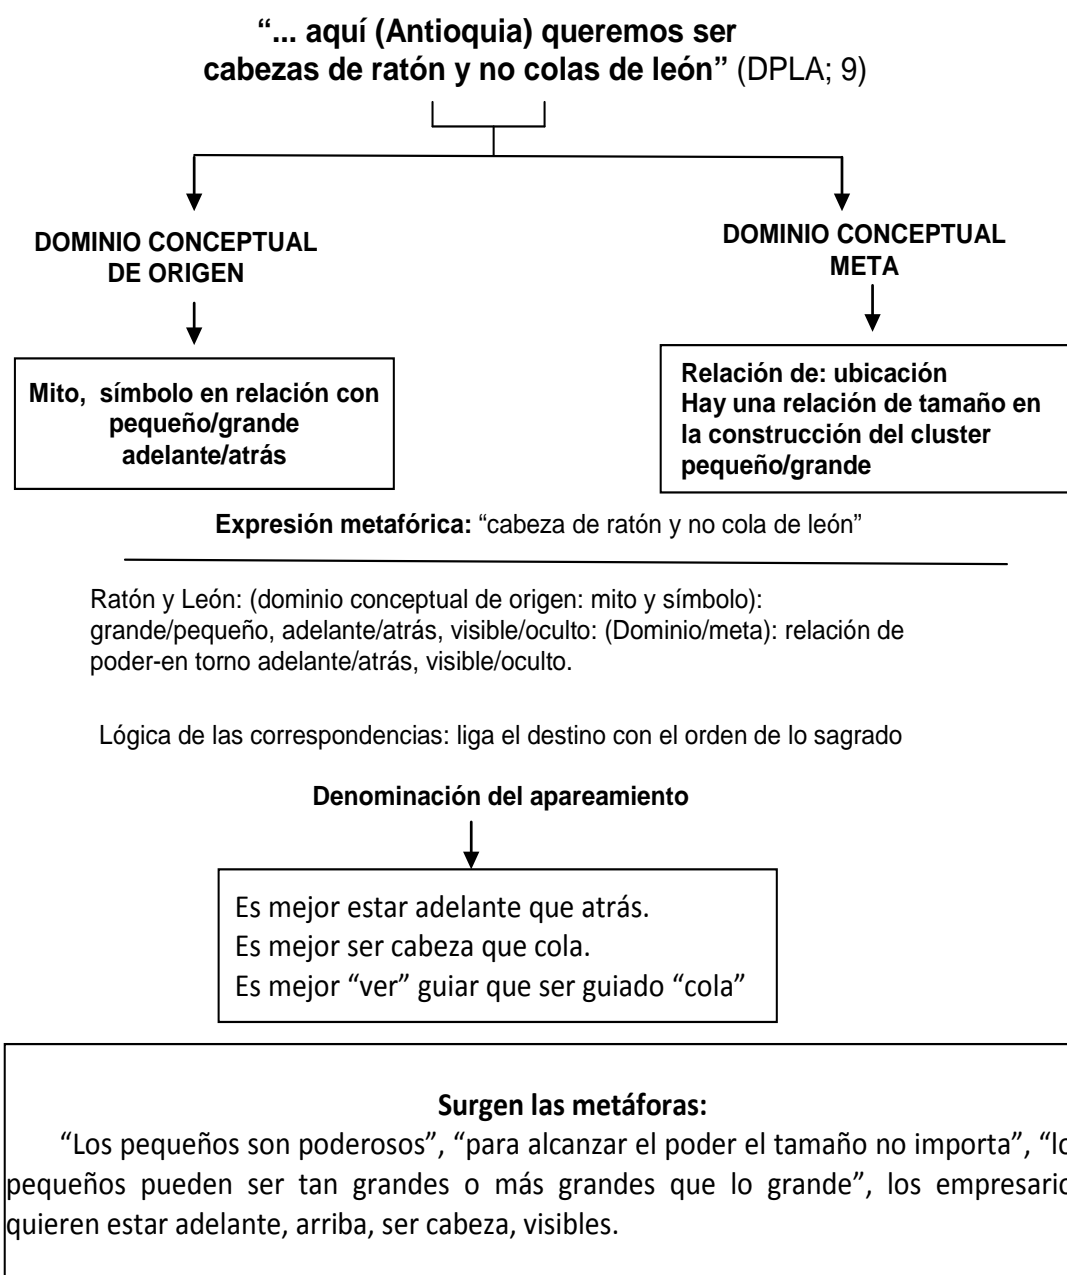 “... aquí (Antioquia) queremos ser
cabezas de ratón y no colas de león” (DPLA; 9)
DOMINIO CONCEPTUAL
DE ORIGEN
DOMINIO CONCEPTUAL
META
Mito, símbolo en relación con
pequeño/grande
adelante/atrás
Relación de: ubicación
Hay una relación de tamaño en
la construcción del cluster
pequeño/grande
Expresión metafórica: “cabeza de ratón y no cola de león”
Ratón y León: (dominio conceptual de origen: mito y símbolo):
grande/pequeño, adelante/atrás, visible/oculto: (Dominio/meta): relación de
poder-en torno adelante/atrás, visible/oculto.
Lógica de las correspondencias: liga el destino con el orden de lo sagrado
Denominación del apareamiento
Es mejor estar adelante que atrás.
Es mejor ser cabeza que cola.
Es mejor “ver” guiar que ser guiado “cola”
Surgen las metáforas:
“Los pequeños son poderosos”, “para alcanzar el poder el tamaño no importa”,
pequeños pueden ser tan grandes o más grandes que lo grande”, los
quieren estar adelante, arriba, ser cabeza, visibles.